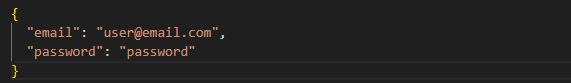 {
  "email": "user@email.com",
  "password": "password"
}